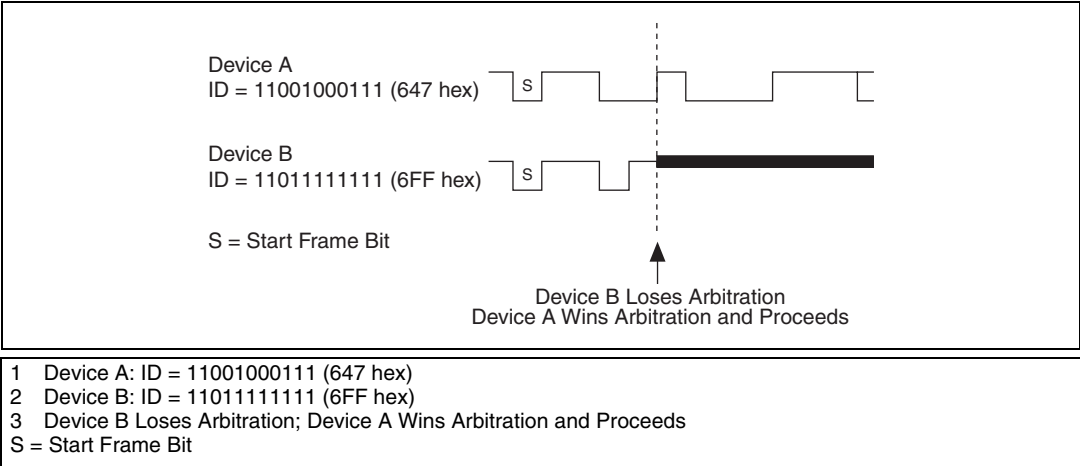 Device A
ID = 11001000111 (647 hex)
S
Device B
ID = 11011111111 (6FF hex)
S
S = Start Frame Bit
Device B Loses Arbitration
Device A Wins Arbitration and Proceeds
1 Device A: ID = 11001000111 (647 hex)
2 Device B: ID = 11011111111 (6FF hex)
3 Device B Loses Arbitration; Device A Wins Arbitration and Proceeds
S = Start Frame Bit